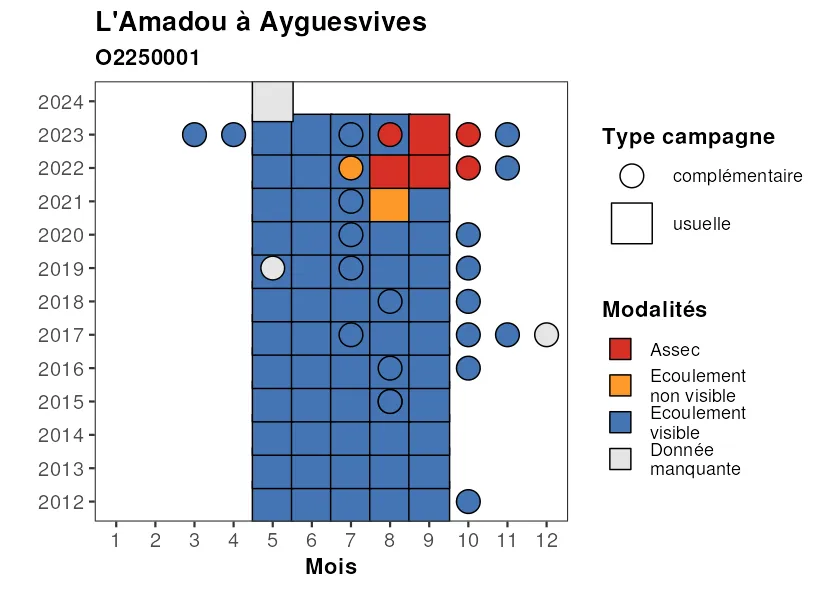 L'Amadou à Ayguesvives
O2250001
2024
2023
2022
2021
2020
2019
2018
2017
2016
2015
2014
2013
2012
1 2 3 4 5 6 7 8 9 10 11 12
Mois
Type campagne
complémentaire
usuelle
Modalités
Assec
Ecoulement
non visible
Ecoulement
visible
Donnée
manquante